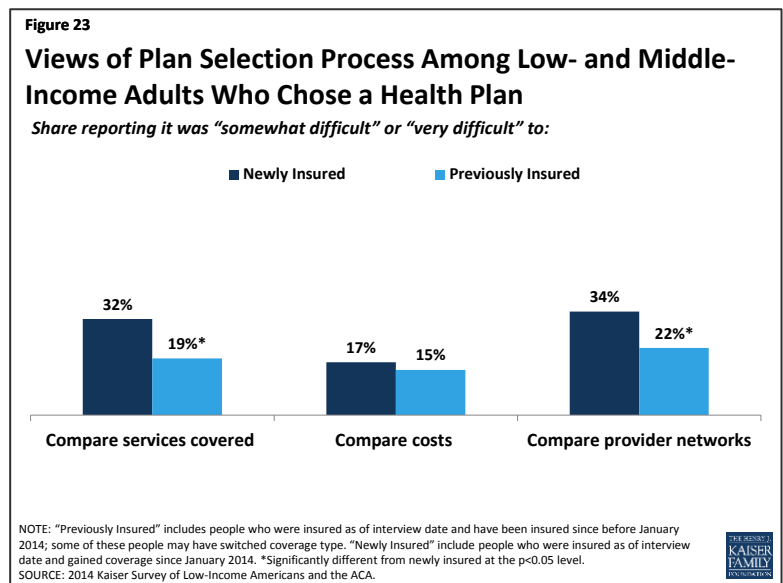 Figure 23
Views of Plan Selection Process Among Low- and Middle-
Income Adults Who Chose a Health Plan
Share reporting it was “somewhat difficult” or “very difficult” to:
Newly Insured Previously Insured
32% 19%* 17% 15% 34% 22%*
Compare services covered Compare costs Compare provider networks
NOTE: “Previously Insured” includes people who were insured as of interview date and have been insured since before January
2014; some of these people may have switched coverage type. “Newly Insured” include people who were insured as of interview
date and gained coverage since January 2014. *Significantly different from newly insured at the p<0.05 level.
SOURCE: 2014 Kaiser Survey of Low-Income Americans and the ACA.
THE HENRY J.
KAISER
FAMILY
FOUNDATION